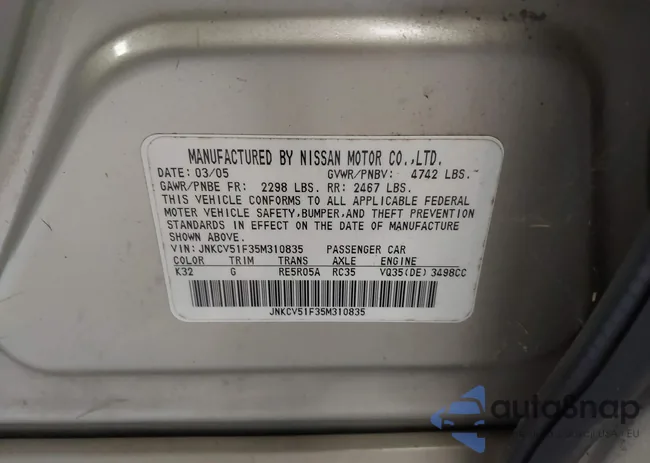 MANUFACTURED BY NISSAN MOTOR CO.,LTD.
DATE: 03/05 GVWR/PNBV: 4742 LBS.
GAWR/PNBE FR: 2298 LBS. RR: 2467 LBS.
THIS VEHICLE CONFORMS TO ALL APPLICABLE FEDERAL
MOTOR VEHICLE SAFETY,BUMPER,AND THEFT PREVENTION
STANDARDS IN EFFECT ON THE DATE OF MANUFACTURE
SHOWN ABOVE.
VIN: JNKCV51F35M310835 PASSENGER CAR
COLOR TRIM TRANS AXLE ENGINE
K32 G RE5R05A RC35 VQ35(DE) 3498CC
JNKCV51F35M310835
autoSnap